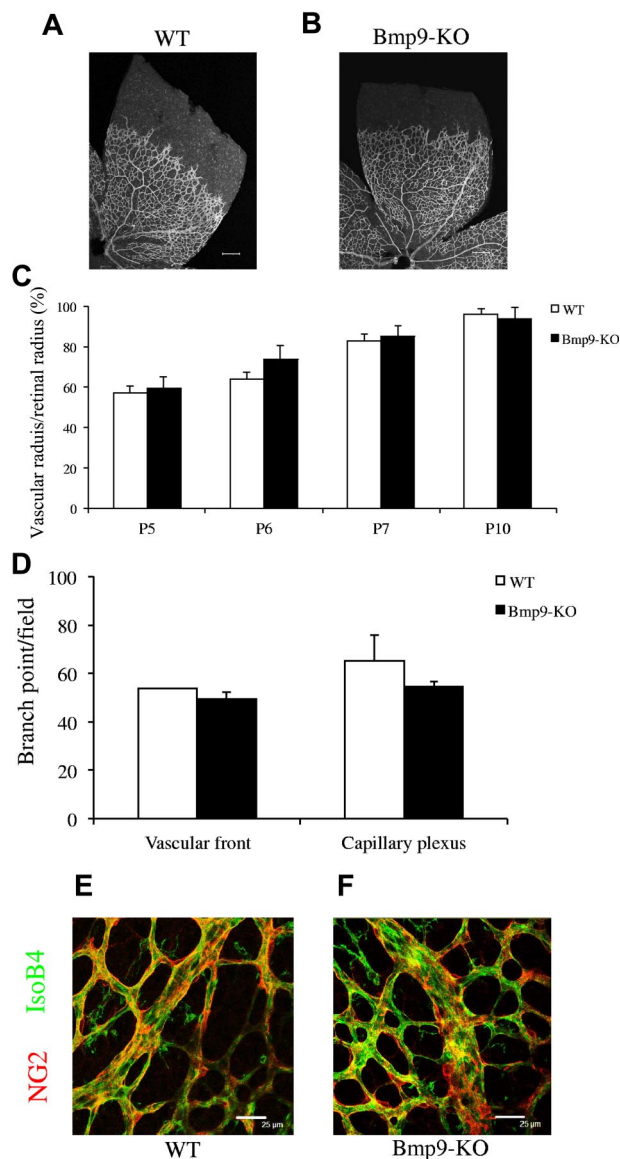 A
WT
B
Bmp9-KO
C
Vascular raduis/retinal radius (%)
100
80
60
40
20
0
P5
P6
P7
P10
WT
Bmp9-KO
D
Branch point/field
100
80
60
40
20
0
Vascular front
Capillary plexus
WT
Bmp9-KO
E
F
NG2 IsoB4
25 µm
25 µm
WT
Bmp9-KO